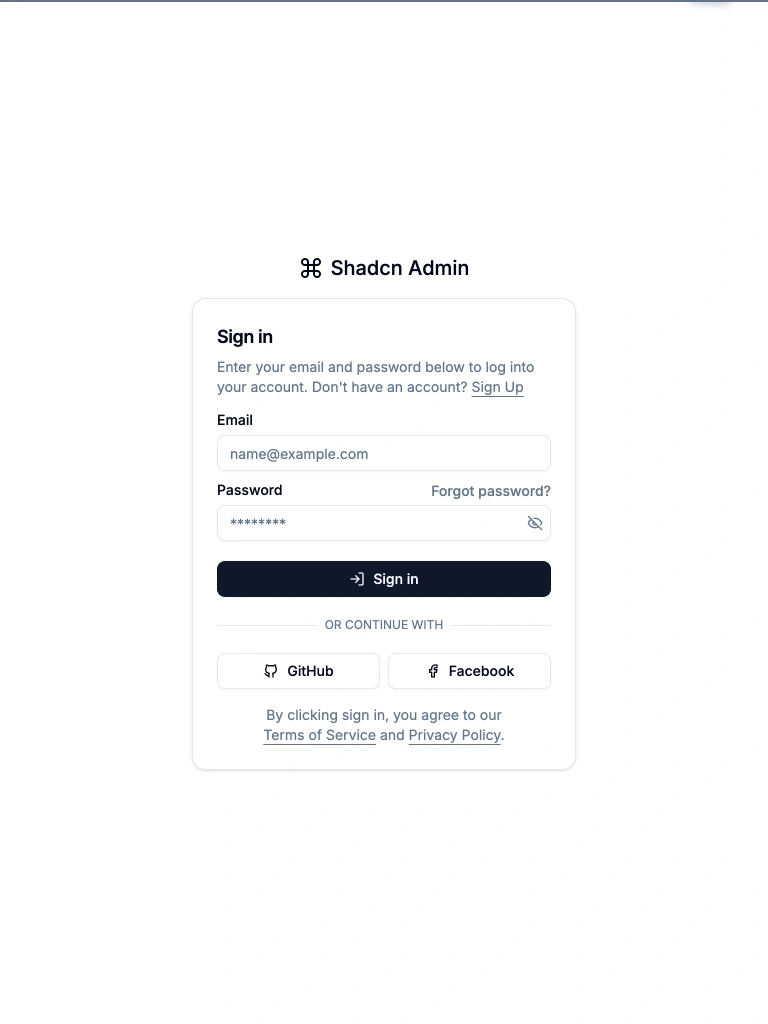 Shadcn Admin
Sign in
Enter your email and password below to log into
your account. Don't have an account? Sign Up
Email
name@example.com
Password Forgot password?
********
Sign in
OR CONTINUE WITH
GitHub Facebook
By clicking sign in, you agree to our
Terms of Service and Privacy Policy.